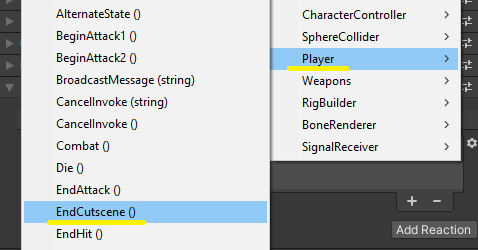 AlternateState ()
BeginAttack1 ()
BeginAttack2 ()
BroadcastMessage (string)
CancelInvoke (string)
CancelInvoke ()
Combat ()
Die ()
EndAttack ()
EndCutscene ()
EndHit ()
CharacterController
SphereCollider
Player
Weapons
RigBuilder
BoneRenderer
SignalReceiver
Add Reaction